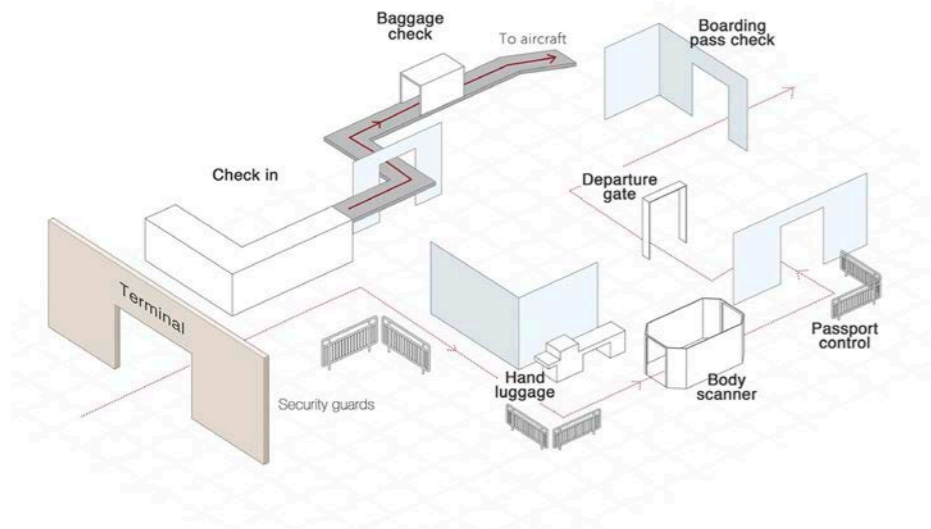 Baggage
check
To aircraft
Boarding
pass check
Check in
Departure
gate
Terminal
Passport
control
Hand
luggage
Body
scanner
Security guards